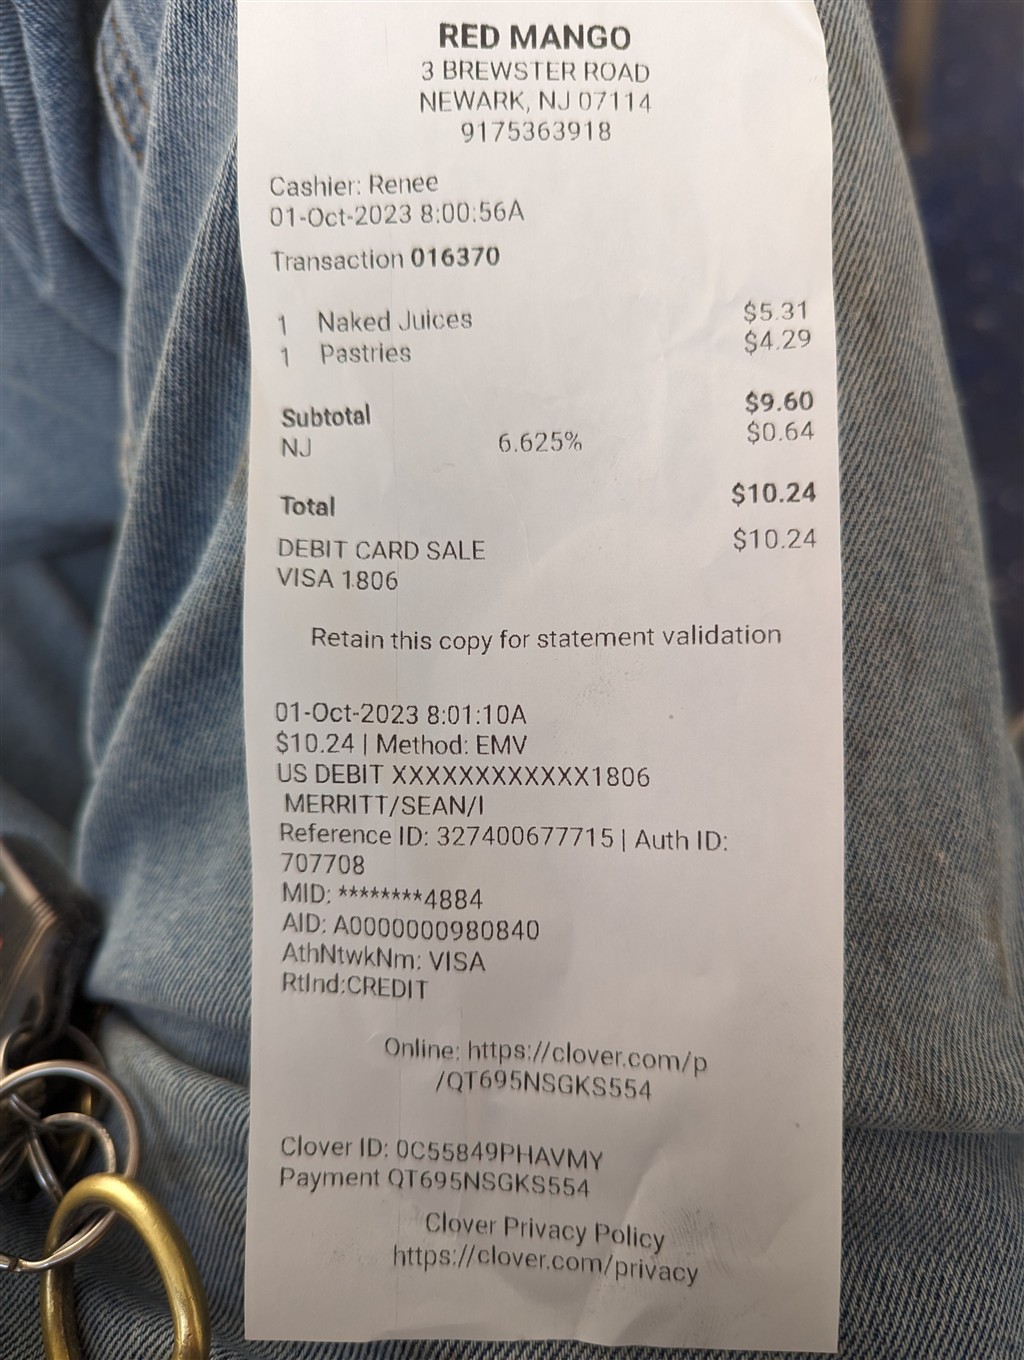 RED MANGO
3 BREWSTER ROAD
NEWARK, NJ 07114
9175363918
Cashier: Renee
01-Oct-2023 8:00:56A
Transaction 016370
1 Naked Juices $5.31
1 Pastries $4.29
Subtotal $9.60
NJ 6.625% $0.64
Total $10.24
DEBIT CARD SALE $10.24
VISA 1806
Retain this copy for statement validation
01-Oct-2023 8:01:10A
$10.24 | Method: EMV
US DEBIT XXXXXXXXXXXX1806
MERRITT/SEAN/I
Reference ID: 327400677715 | Auth ID:
707708
MID: ********4884
AID: A0000000980840
AthNtwkNm: VISA
RtInd:CREDIT
Online: https://clover.com/p
/QT695NSGKS554
Clover ID: 0C55849PHAVMY
Payment QT695NSGKS554
Clover Privacy Policy
https://clover.com/privacy